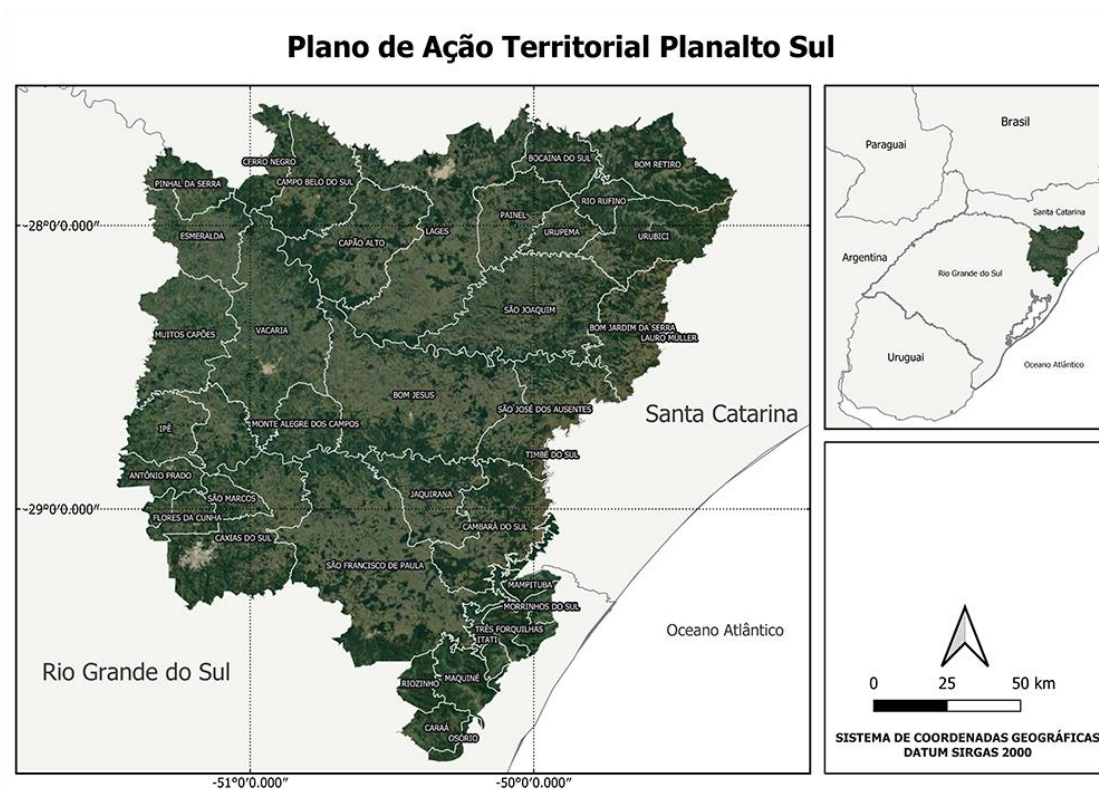 Plano de Ação Territorial Planalto Sul
CERRO NEGRO
PINHAL DA SERRA
CAMPO BELO DO SUL
BOCAINA DO SUL
BOM RETIRO
RIO RUFINO
PAINEL
-28°0'0.000"
ESMERALDA
CAPÃO ALTO
LAGES
URUPEMA
URUBICI
SÃO JOAQUIM
MUITOS CAPÕES
VACARIA
BOM JARDIM DA SERRA
LAURO MÜLLER
BOM JESUS
SÃO JOSÉ DOS AUSENTES
Santa Catarina
IPÊ
MONTE ALEGRE DOS CAMPOS
TIMBÉ DO SUL
ANTÔNIO PRADO
SÃO MARCOS
JAQUIRANA
-29°0'0.000"
FLORES DA CUNHA
CAMBARÁ DO SUL
CAXIAS DO SUL
SÃO FRANCISCO DE PAULA
MAMPITUBA
MORRINHOS DO SUL
TRÊS FORQUILHAS
ITATI
Oceano Atlântico
Rio Grande do Sul
RIOZINHO
MAQUINÉ
CARAÁ
OSÓRIO
-51°0'0.000"
-50°0'0.000"
Brasil
Paraguai
Santa Catarina
Argentina
Rio Grande do Sul
Uruguai
Oceano Atlântico
0 25 50 km
SISTEMA DE COORDENADAS GEOGRÁFICAS
DATUM SIRGAS 2000